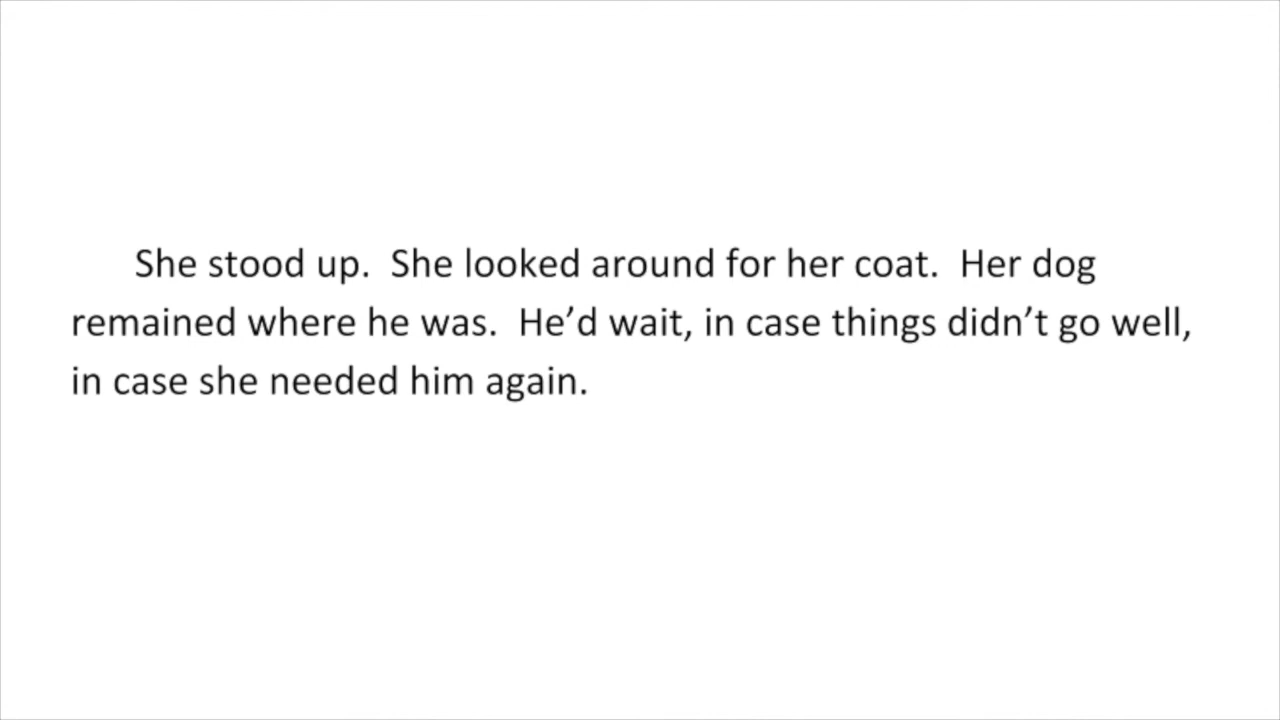 She stood up.  She looked around for her coat.  Her dog
remained where he was.  He’d wait, in case things didn’t go well,
in case she needed him again.